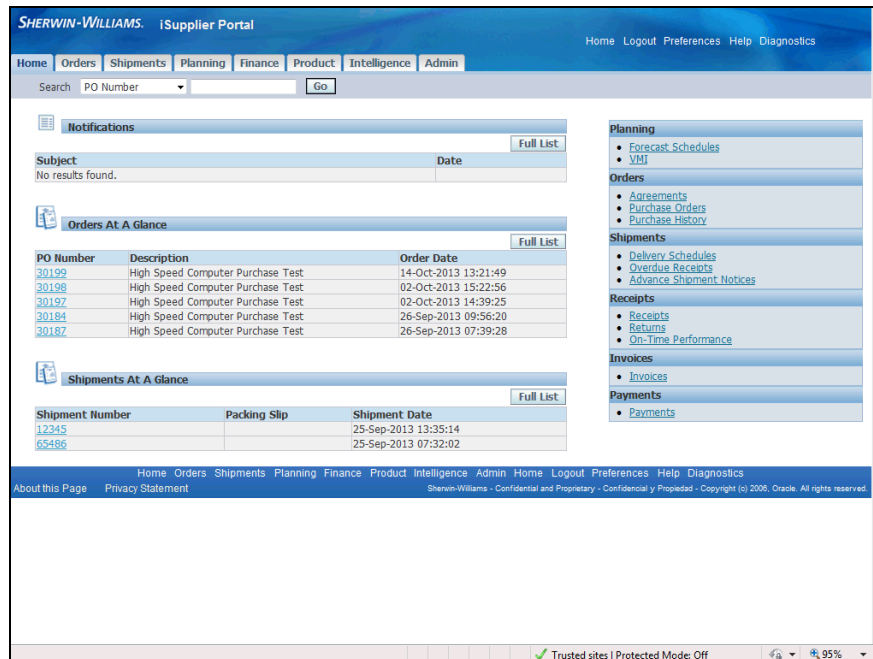 SHERWIN-WILLIAMS. iSupplier Portal
Home Logout Preferences Help Diagnostics
Home Orders Shipments Planning Finance Product Intelligence Admin
Search PO Number Go
Notifications
Full List
Subject Date
No results found.
Orders At A Glance
Full List
PO Number Description Order Date
30199 High Speed Computer Purchase Test 14-Oct-2013 13:21:49
30198 High Speed Computer Purchase Test 02-Oct-2013 15:22:56
30197 High Speed Computer Purchase Test 02-Oct-2013 14:39:25
30184 High Speed Computer Purchase Test 26-Sep-2013 09:56:20
30187 High Speed Computer Purchase Test 26-Sep-2013 07:39:28
Shipments At A Glance
Full List
Shipment Number Packing Slip Shipment Date
12345 25-Sep-2013 13:35:14
65486 25-Sep-2013 07:32:02
Planning
Forecast Schedules
VMI
Orders
Agreements
Purchase Orders
Purchase History
Shipments
Delivery Schedules
Overdue Receipts
Advance Shipment Notices
Receipts
Receipts
Returns
On-Time Performance
Invoices
Invoices
Payments
Payments
Home Orders Shipments Planning Finance Product Intelligence Admin Home Logout Preferences Help Diagnostics
About this Page Privacy Statement
Sherwin-Williams - Confidential and Proprietary - Confidencial y Propiedad - Copyright (c) 2006, Oracle. All rights reserved.
Trusted sites | Protected Mode: Off 95%